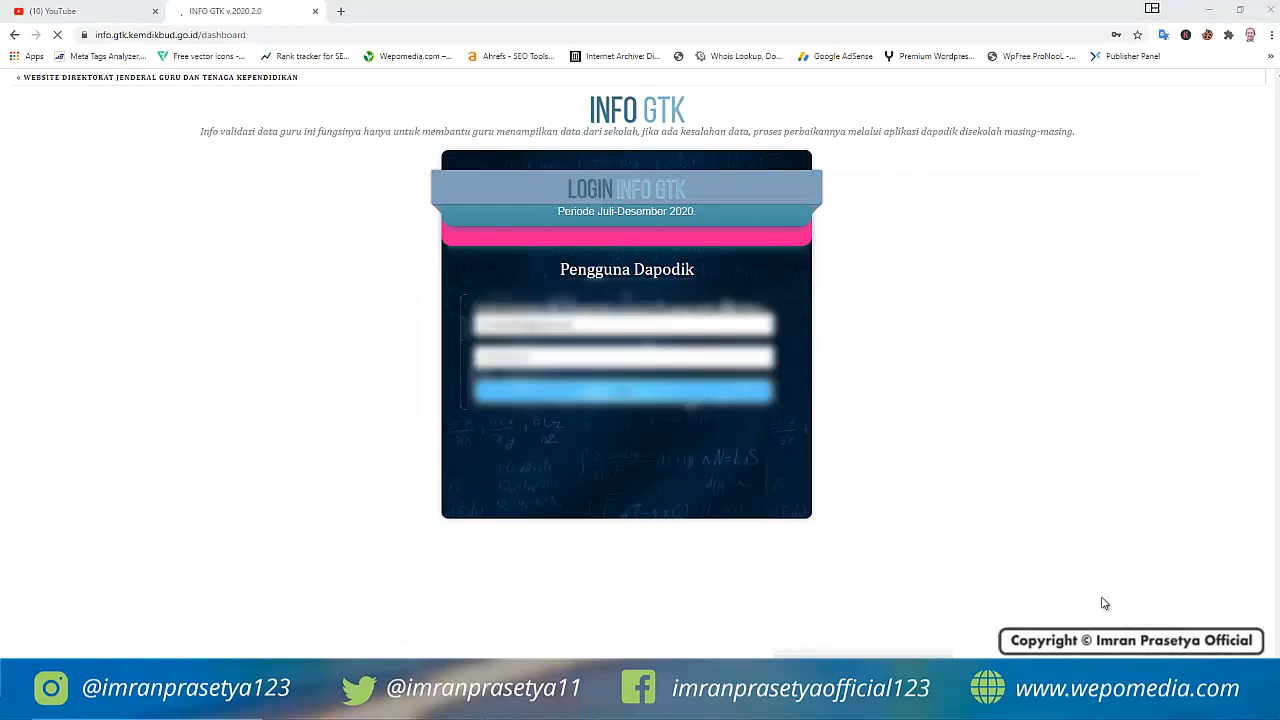 (10) YouTube
INFO GTK v.2020.2.0
info.gtk.kemdikbud.go.id/dashboard
Apps
Meta Tags Analyzer,...
Free vector icons -...
Rank tracker for SE...
Wepomedia.com –...
Ahrefs - SEO Tools...
Internet Archive: Di...
Whois Lookup, Do...
Google AdSense
Premium Wordpres...
WpFree ProNooL -...
Publisher Panel
»
« WEBSITE DIREKTORAT JENDERAL GURU DAN TENAGA KEPENDIDIKAN
INFO GTK
Info validasi data guru ini fungsinya hanya untuk membantu guru menampilkan data dari sekolah, jika ada kesalahan data, proses perbaikannya melalui aplikasi dapodik disekolah masing-masing.
LOGIN INFO GTK
Periode Juli-Desember 2020.
Pengguna Dapodik
Copyright © Imran Prasetya Official
@imranprasetya123
@imranprasetya11
imranprasetyaofficial123
www.wepomedia.com